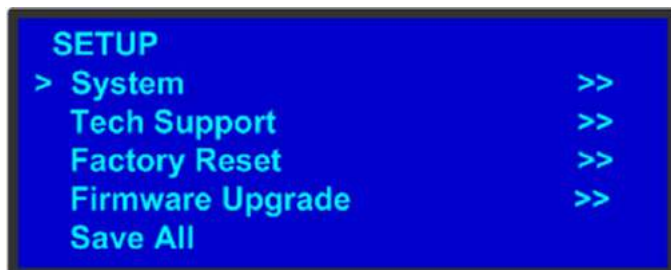 SETUP
> System >>
Tech Support >>
Factory Reset >>
Firmware Upgrade >>
Save All